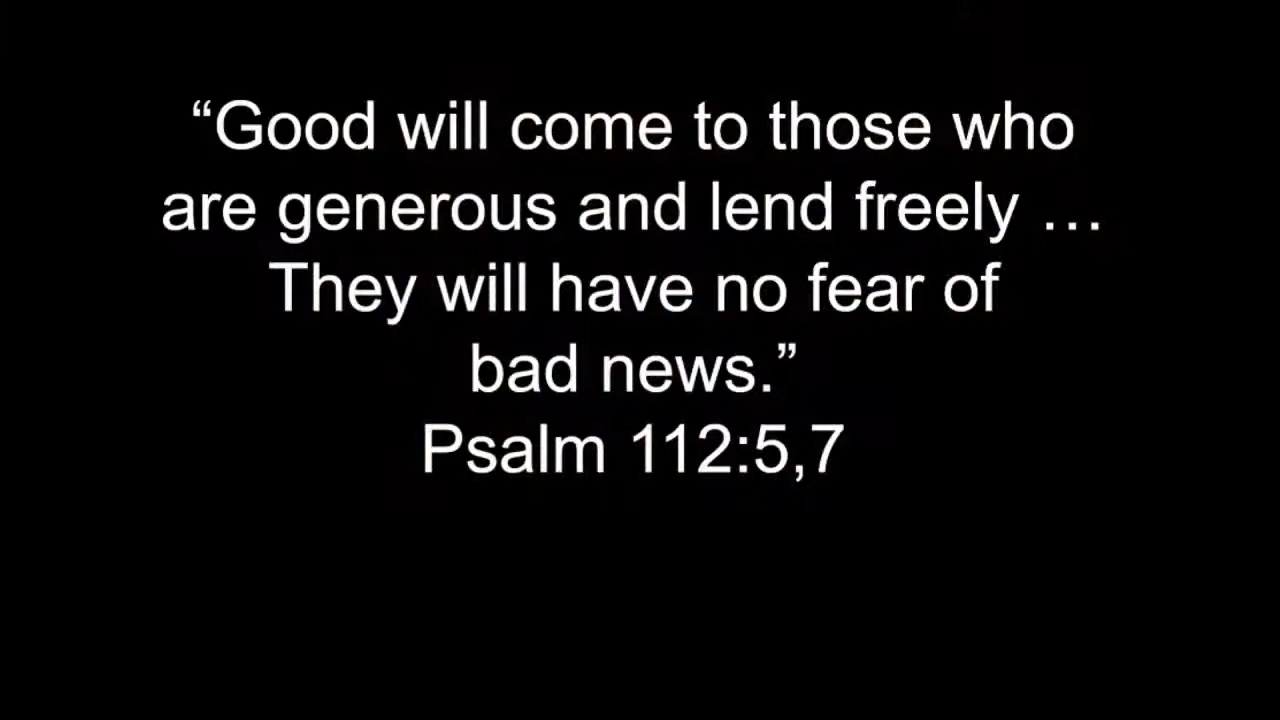 “Good will come to those who
are generous and lend freely …
They will have no fear of
bad news.”
Psalm 112:5,7